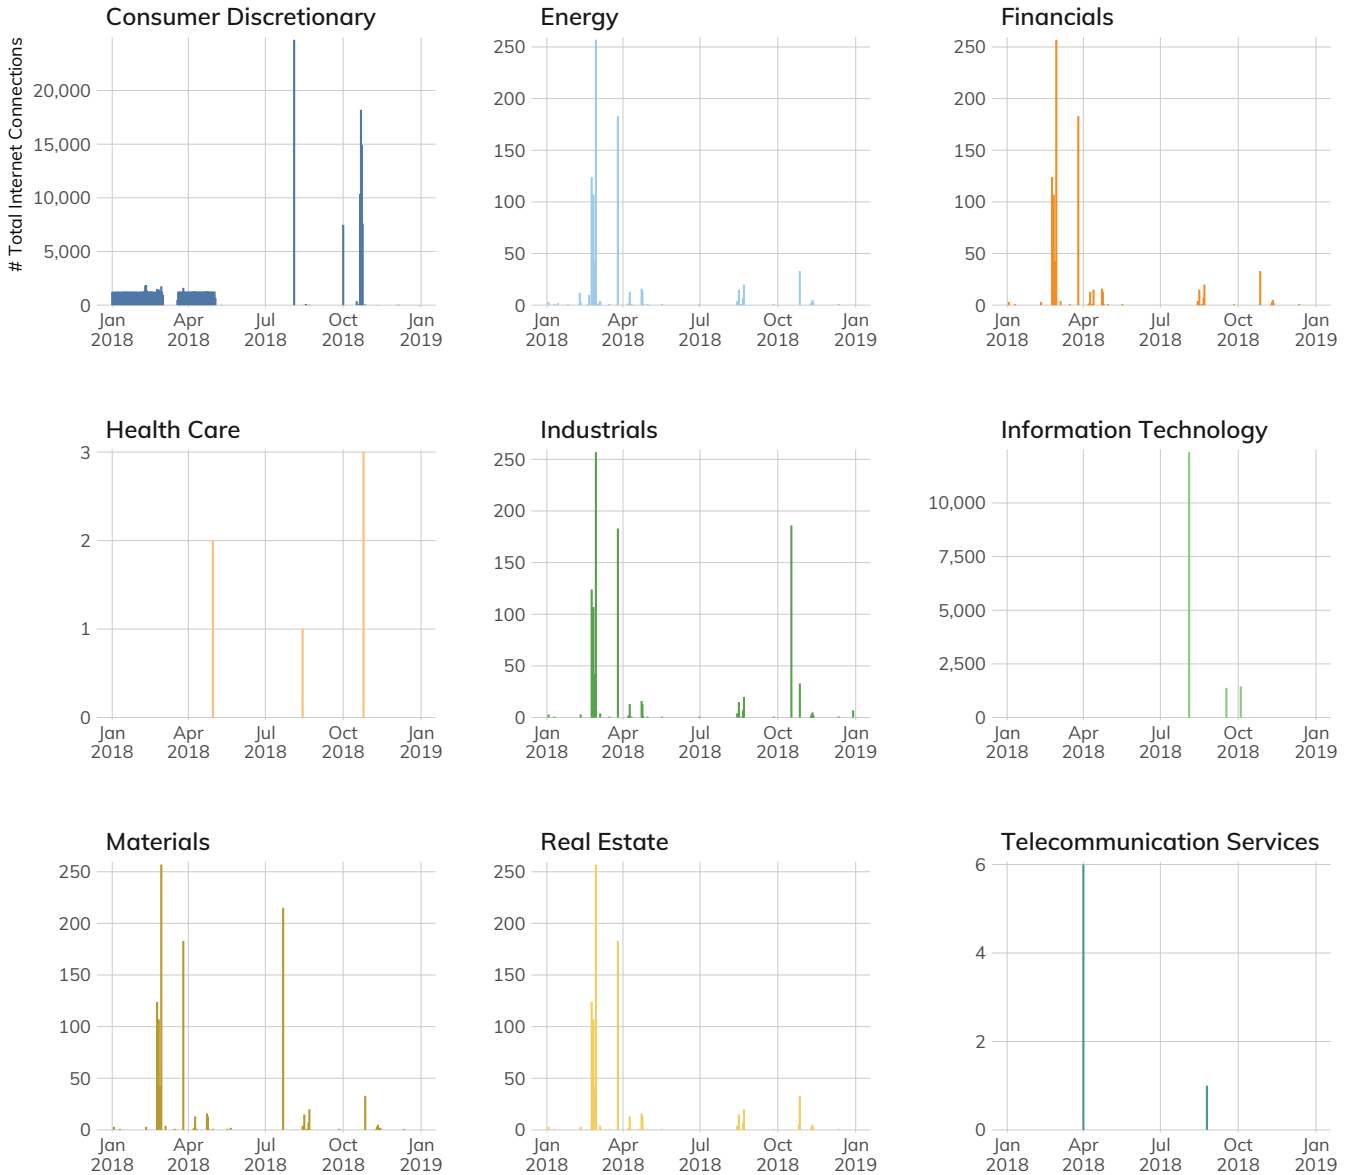 Consumer Discretionary
# Total Internet Connections
20,000
15,000
10,000
5,000
0
Jan Apr Jul Oct Jan
2018 2018 2018 2018 2019
Energy
250
200
150
100
50
0
Jan Apr Jul Oct Jan
2018 2018 2018 2018 2019
Financials
250
200
150
100
50
0
Jan Apr Jul Oct Jan
2018 2018 2018 2018 2019
Health Care
3
2
1
0
Jan Apr Jul Oct Jan
2018 2018 2018 2018 2019
Industrials
250
200
150
100
50
0
Jan Apr Jul Oct Jan
2018 2018 2018 2018 2019
Information Technology
10,000
7,500
5,000
2,500
0
Jan Apr Jul Oct Jan
2018 2018 2018 2018 2019
Materials
250
200
150
100
50
0
Jan Apr Jul Oct Jan
2018 2018 2018 2018 2019
Real Estate
250
200
150
100
50
0
Jan Apr Jul Oct Jan
2018 2018 2018 2018 2019
Telecommunication Services
6
4
2
0
Jan Apr Jul Oct Jan
2018 2018 2018 2018 2019